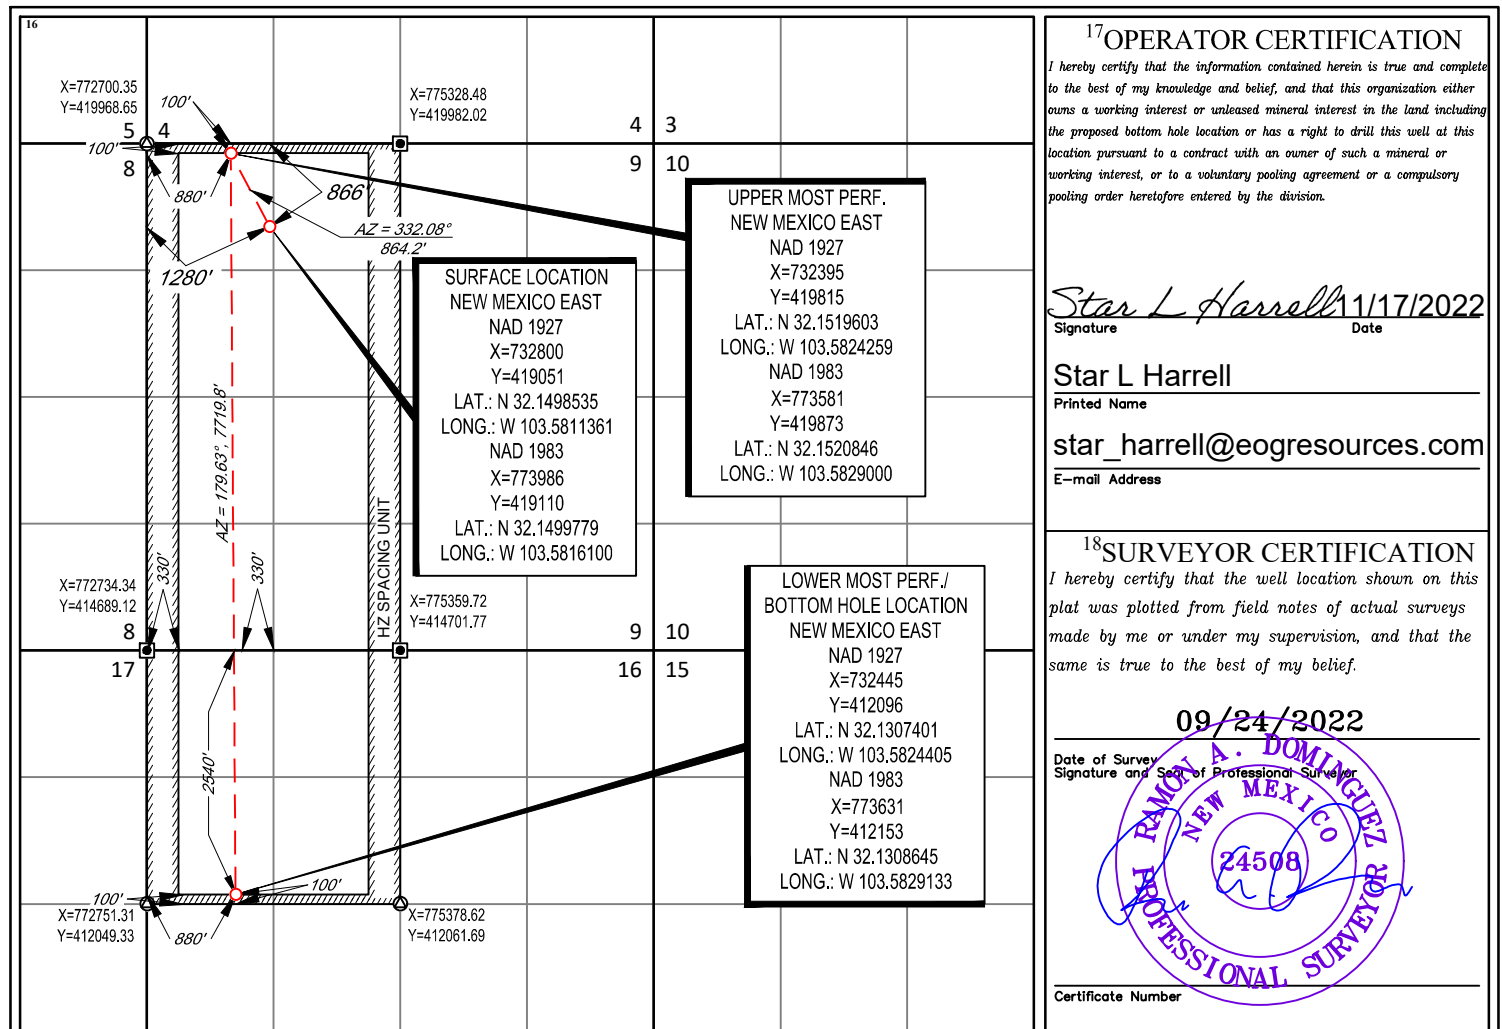 16
X=772700.35
Y=419968.65
100'
X=775328.48
Y=419982.02
5 4
4 3
100'
8
9 10
880'
866'
AZ = 332.08°
864.2'
1280'
UPPER MOST PERF.
NEW MEXICO EAST
NAD 1927
X=732395
Y=419815
LAT.: N 32.1519603
LONG.: W 103.5824259
NAD 1983
X=773581
Y=419873
LAT.: N 32.1520846
LONG.: W 103.5829000
SURFACE LOCATION
NEW MEXICO EAST
NAD 1927
X=732800
Y=419051
LAT.: N 32.1498535
LONG.: W 103.5811361
NAD 1983
X=773986
Y=419110
LAT.: N 32.1499779
LONG.: W 103.5816100
AZ = 179.63°, 7719.8'
HZ SPACING UNIT
330'
330'
X=772734.34
Y=414689.12
X=775359.72
Y=414701.77
8
9 10
17
16 15
LOWER MOST PERF./
BOTTOM HOLE LOCATION
NEW MEXICO EAST
NAD 1927
X=732445
Y=412096
LAT.: N 32.1307401
LONG.: W 103.5824405
NAD 1983
X=773631
Y=412153
LAT.: N 32.1308645
LONG.: W 103.5829133
2540'
100'
100'
X=772751.31
Y=412049.33
880'
X=775378.62
Y=412061.69
17 OPERATOR CERTIFICATION
I hereby certify that the information contained herein is true and complete
to the best of my knowledge and belief, and that this organization either
owns a working interest or unleased mineral interest in the land including
the proposed bottom hole location or has a right to drill this well at this
location pursuant to a contract with an owner of such a mineral or
working interest, or to a voluntary pooling agreement or a compulsory
pooling order heretofore entered by the division.
Star L Harrell 11/17/2022
Signature Date
Star L Harrell
Printed Name
star_harrell@eogresources.com
E-mail Address
18 SURVEYOR CERTIFICATION
I hereby certify that the well location shown on this
plat was plotted from field notes of actual surveys
made by me or under my supervision, and that the
same is true to the best of my belief.
09/24/2022
Date of Survey
Signature and Seal of Professional Surveyor
RAMON A. DOMINGUEZ
NEW MEXICO
24508
PROFESSIONAL SURVEYOR
Certificate Number